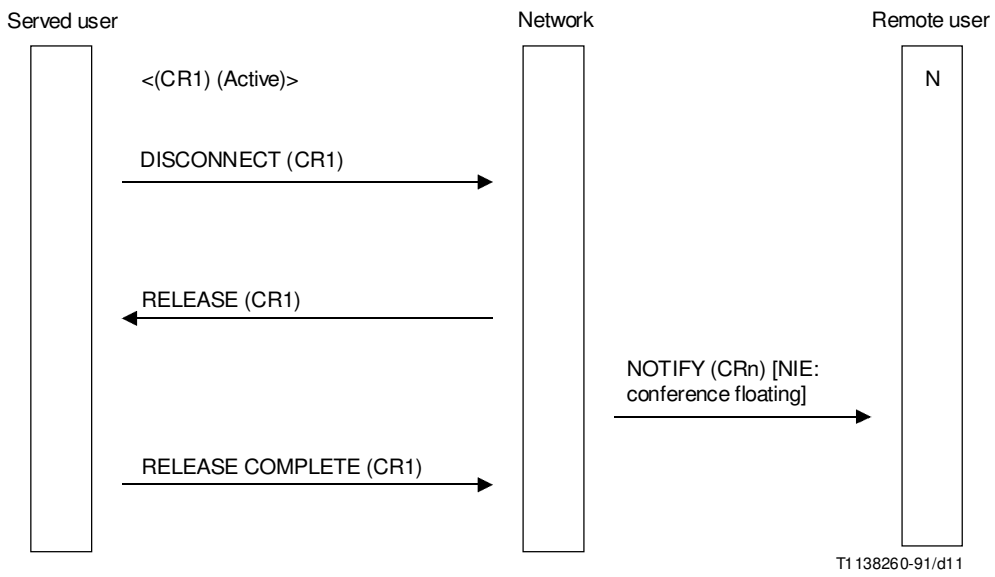 Served user
Network
Remote user
<(CR1) (Active)>
N
DISCONNECT (CR1)
RELEASE (CR1)
NOTIFY (CRn) [NIE:
conference floating]
RELEASE COMPLETE (CR1)
T1138260-91/d11